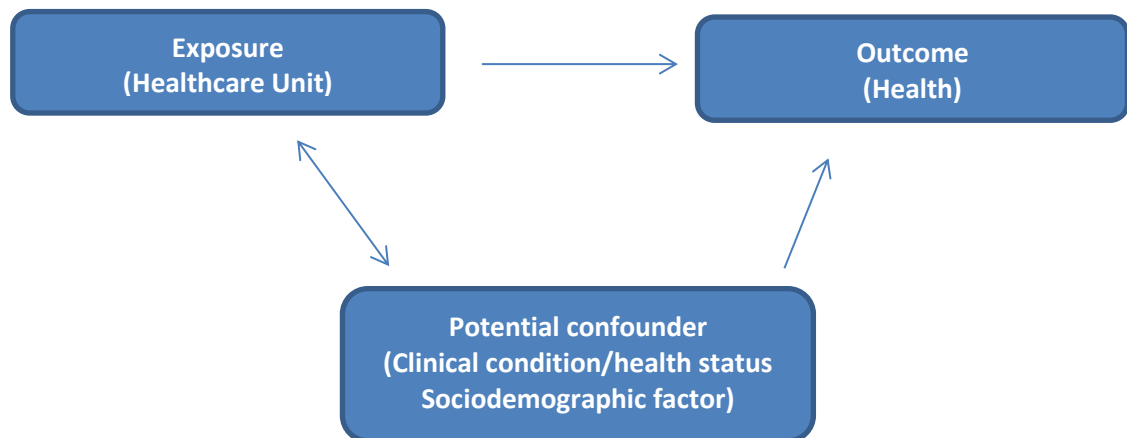 Exposure
(Healthcare Unit)
Outcome
(Health)
Potential confounder
(Clinical condition/health status
Sociodemographic factor)